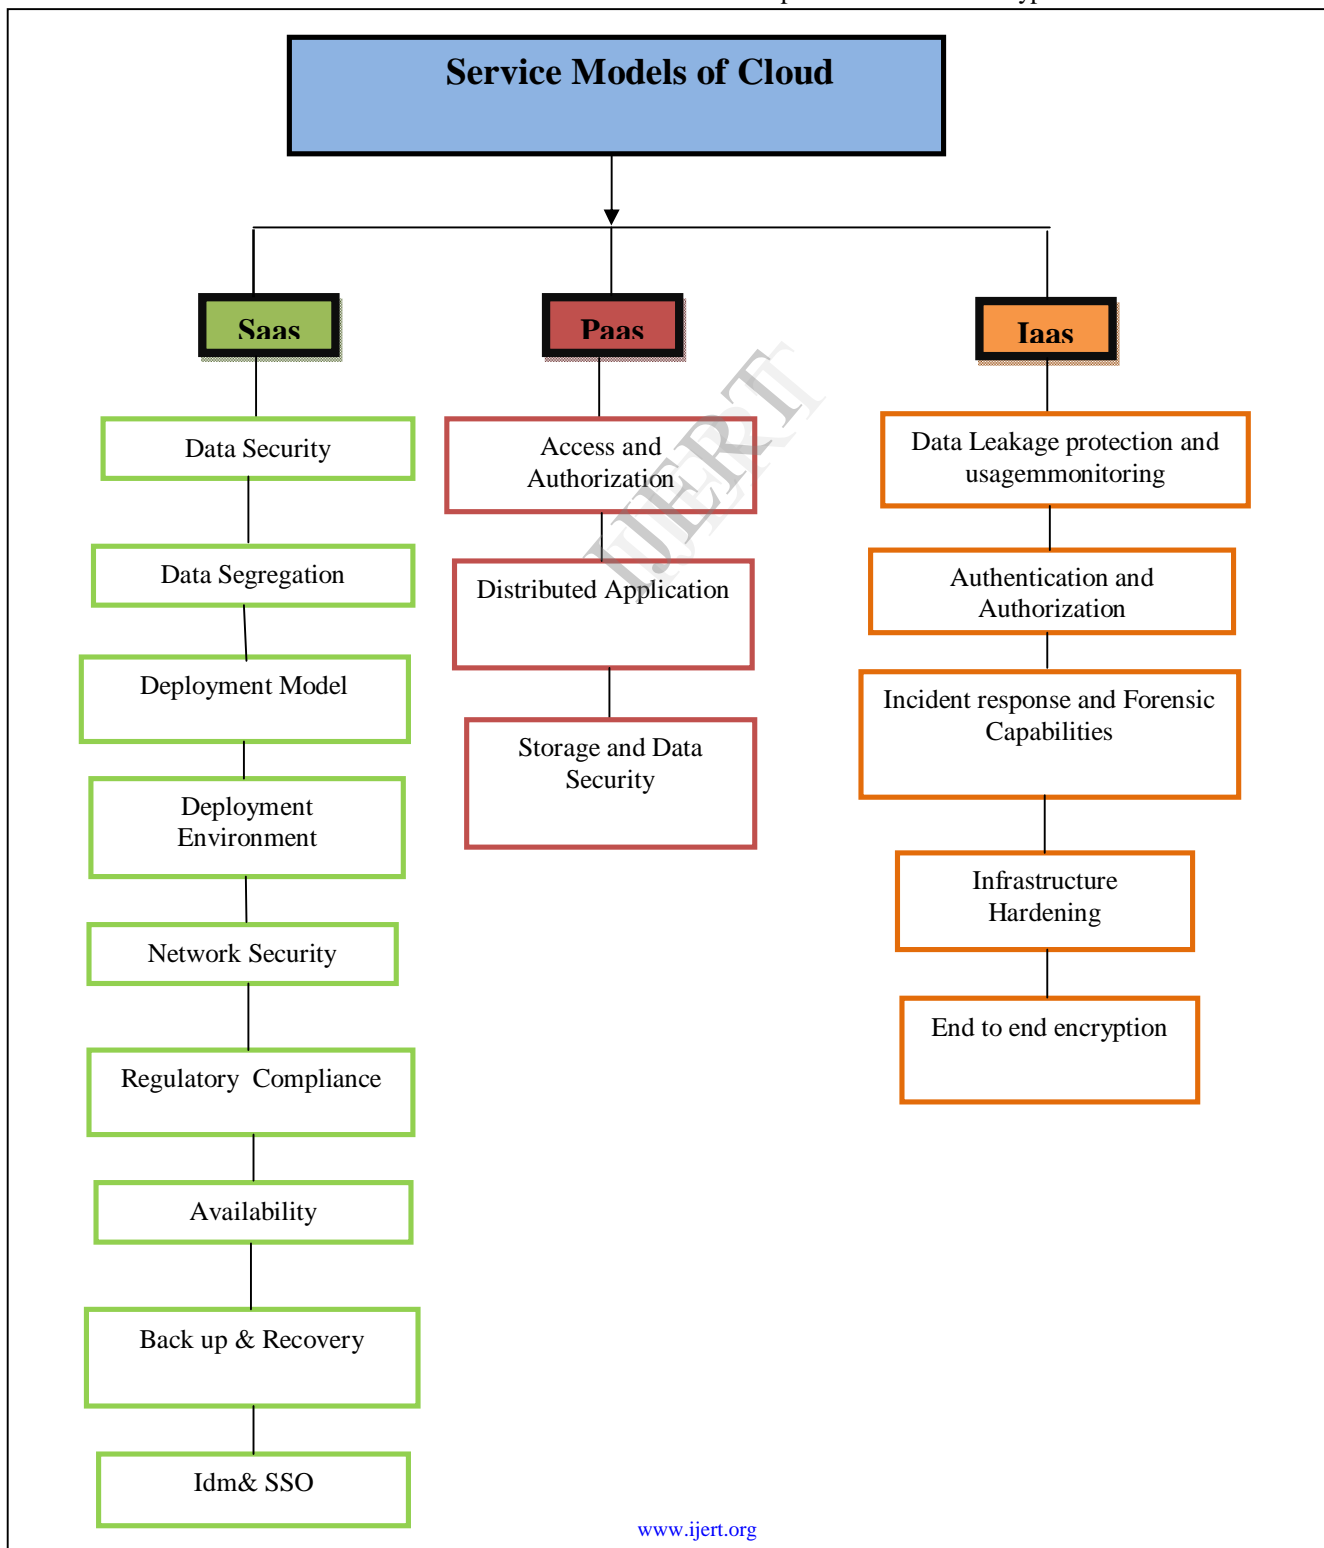 Service Models of Cloud
Saas
Paas
Iaas
Data Security
Data Segregation
Deployment Model
Deployment
Environment
Network Security
Regulatory Compliance
Availability
Back up & Recovery
Idm& SSO
Access and
Authorization
Distributed Application
Storage and Data
Security
Data Leakage protection and
usagemmonitoring
Authentication and
Authorization
Incident response and Forensic
Capabilities
Infrastructure
Hardening
End to end encryption
IJERT
www.ijert.org